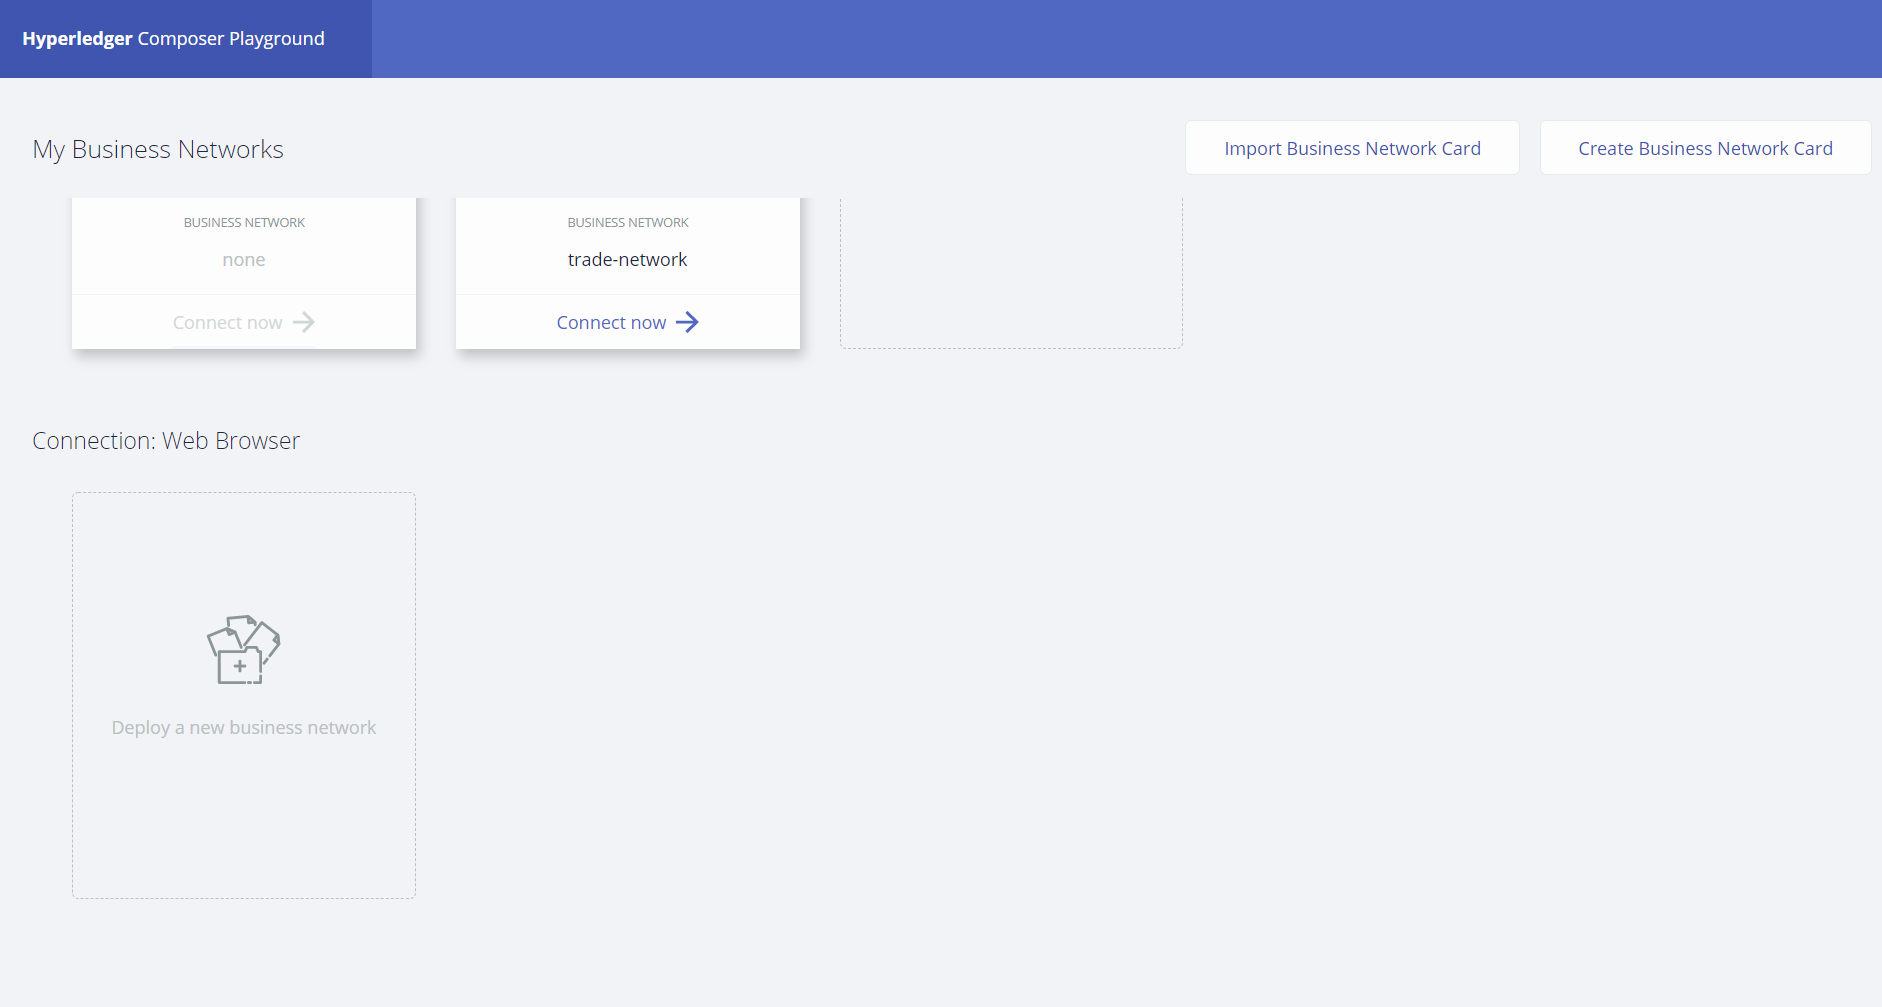 Hyperledger Composer Playground
My Business Networks
Import Business Network Card
Create Business Network Card
BUSINESS NETWORK
none
Connect now
BUSINESS NETWORK
trade-network
Connect now
Connection: Web Browser
Deploy a new business network